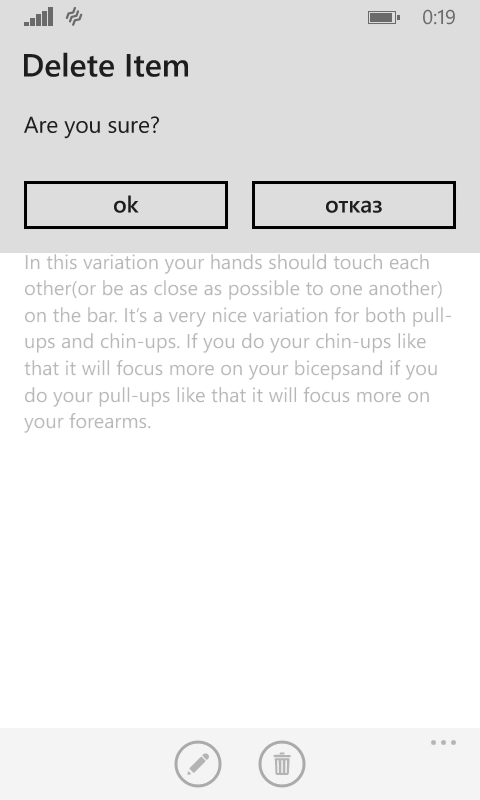 0:19
Delete Item
Are you sure?
ok
отказ
In this variation your hands should touch each
other(or be as close as possible to one another)
on the bar. It's a very nice variation for both pull-
ups and chin-ups. If you do your chin-ups like
that it will focus more on your bicepsand if you
do your pull-ups like that it will focus more on
your forearms.